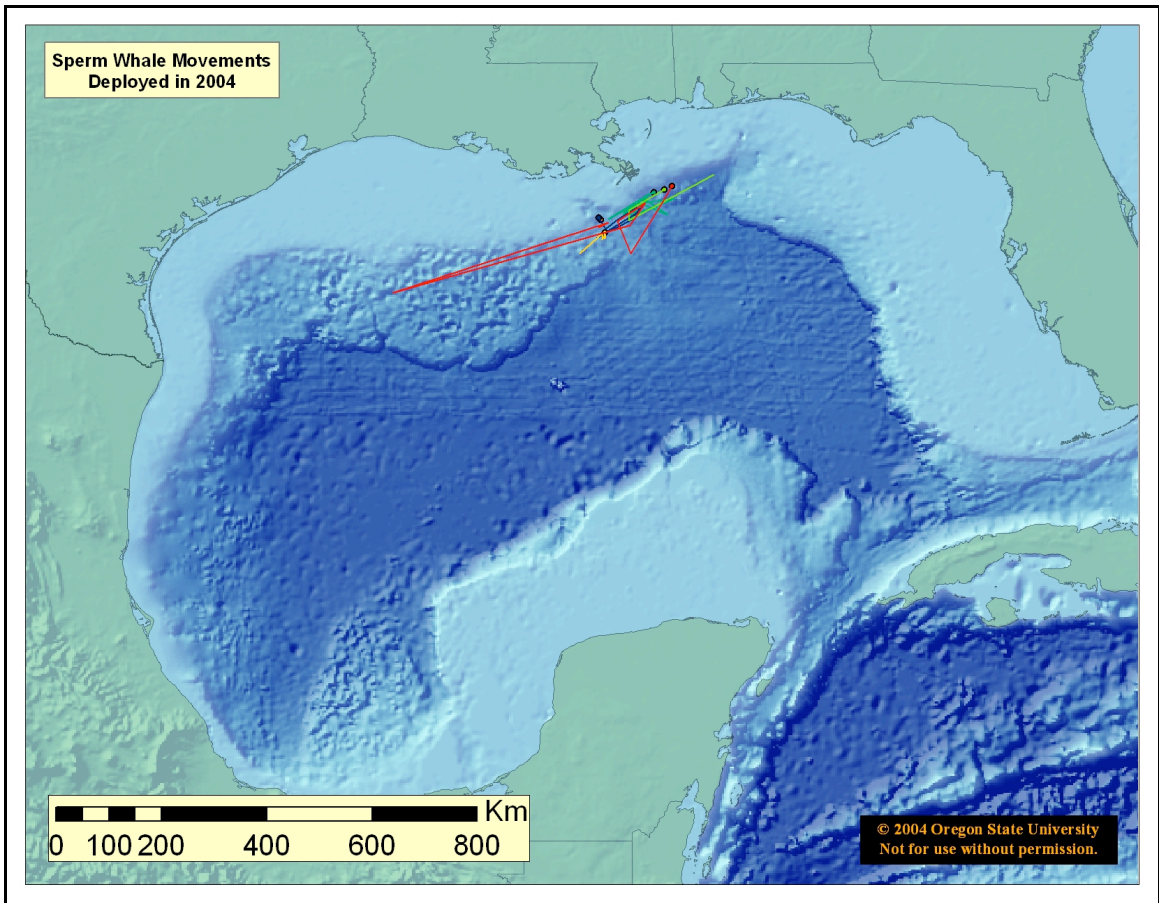 Sperm Whale Movements
Deployed in 2004
Km
0 100 200 400 600 800
© 2004 Oregon State University
Not for use without permission.